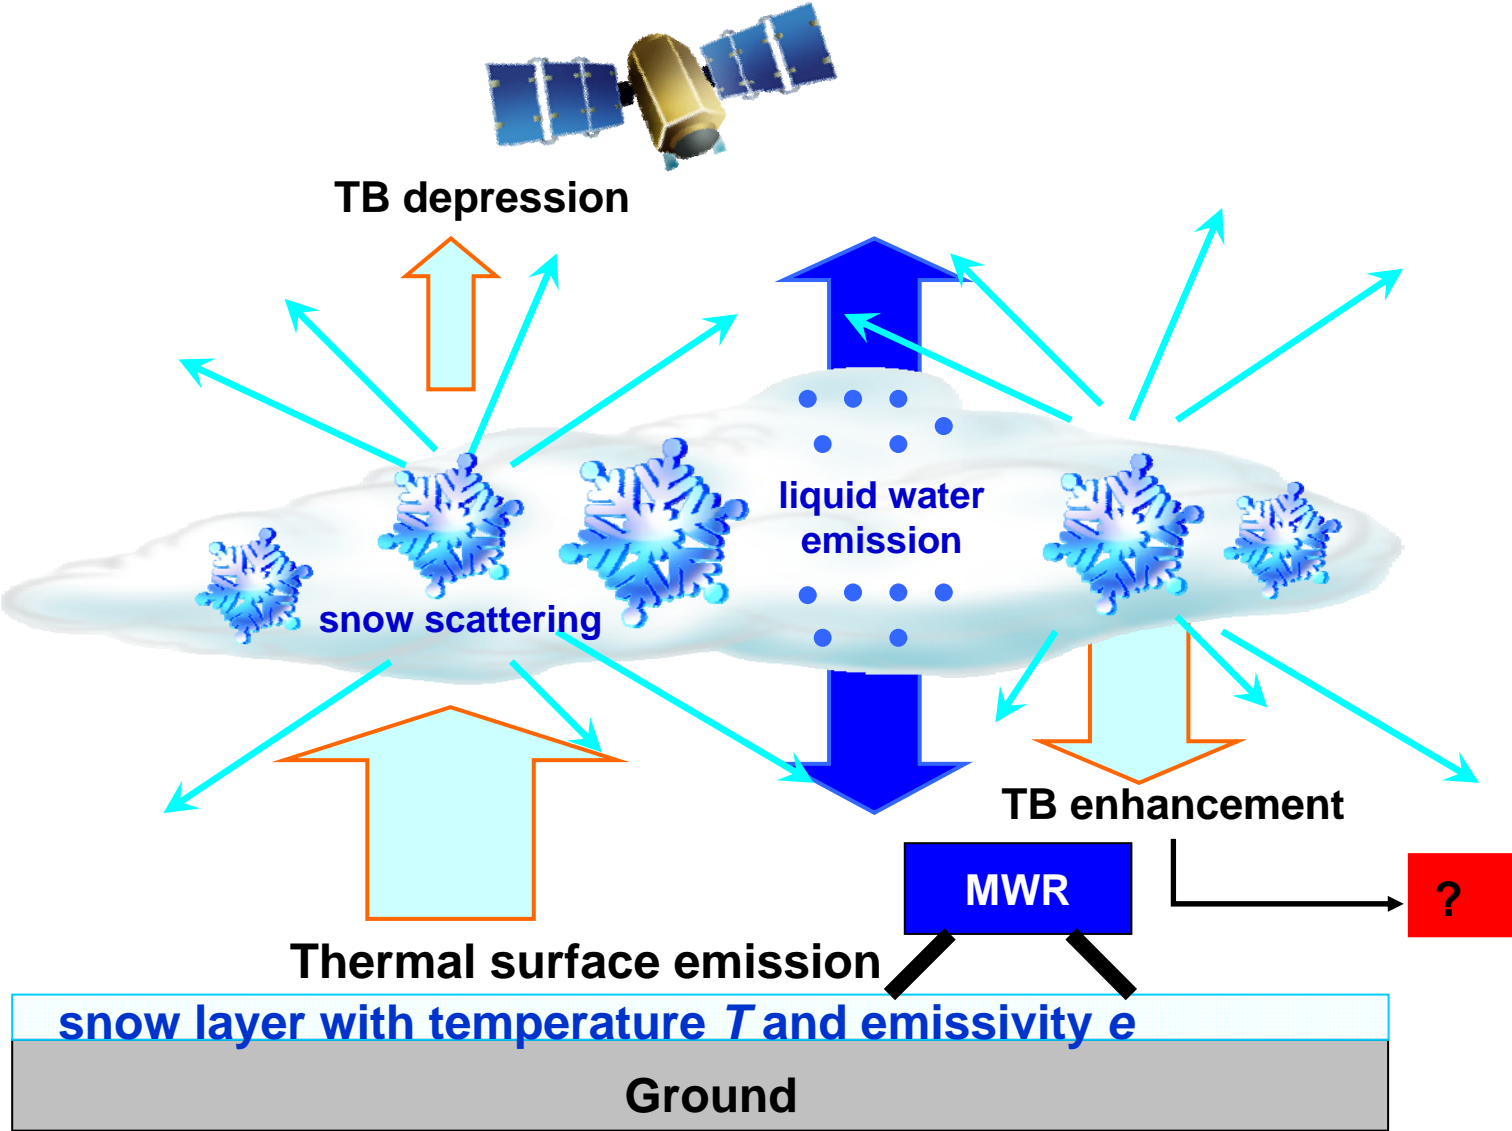 TB depression
liquid water
emission
snow scattering
TB enhancement
MWR
?
Thermal surface emission
snow layer with temperature T and emissivity e
Ground